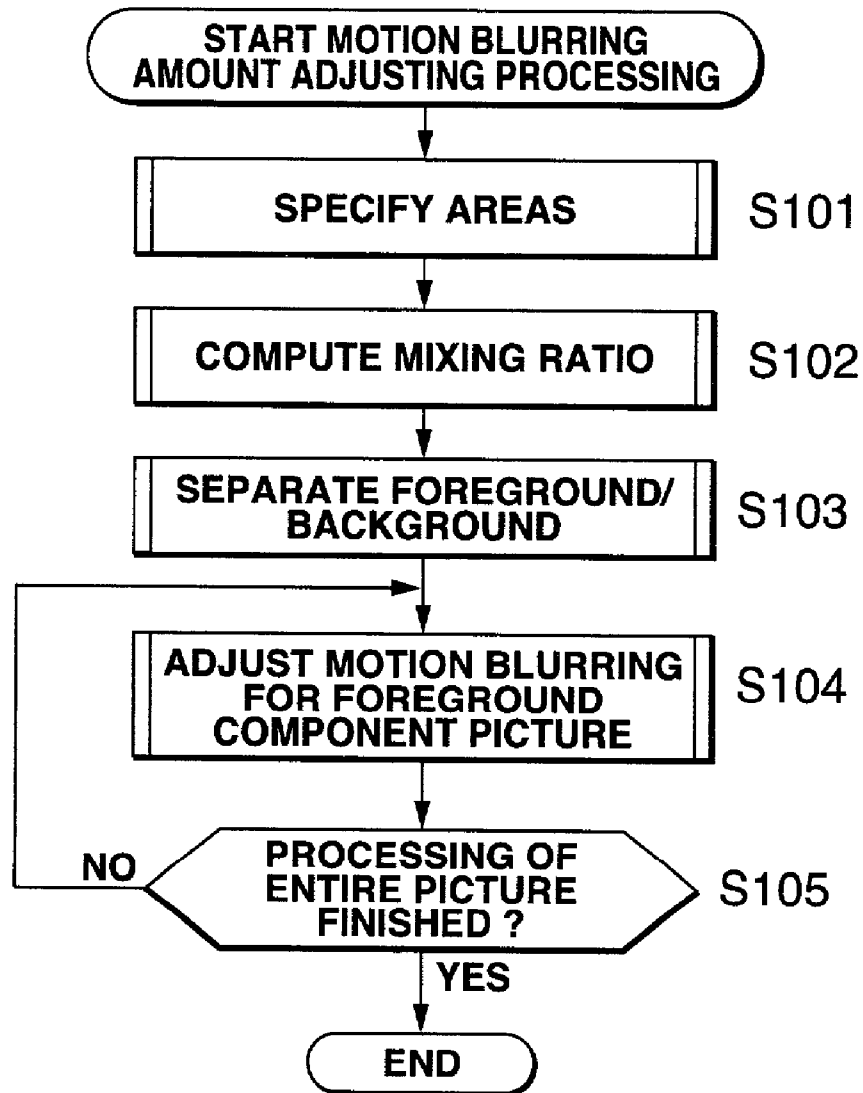 START MOTION BLURRING
AMOUNT ADJUSTING PROCESSING
SPECIFY AREAS
S101
COMPUTE MIXING RATIO
S102
SEPARATE FOREGROUND/
BACKGROUND
S103
ADJUST MOTION BLURRING
FOR FOREGROUND
COMPONENT PICTURE
S104
NO
PROCESSING OF
ENTIRE PICTURE
FINISHED ?
S105
YES
END